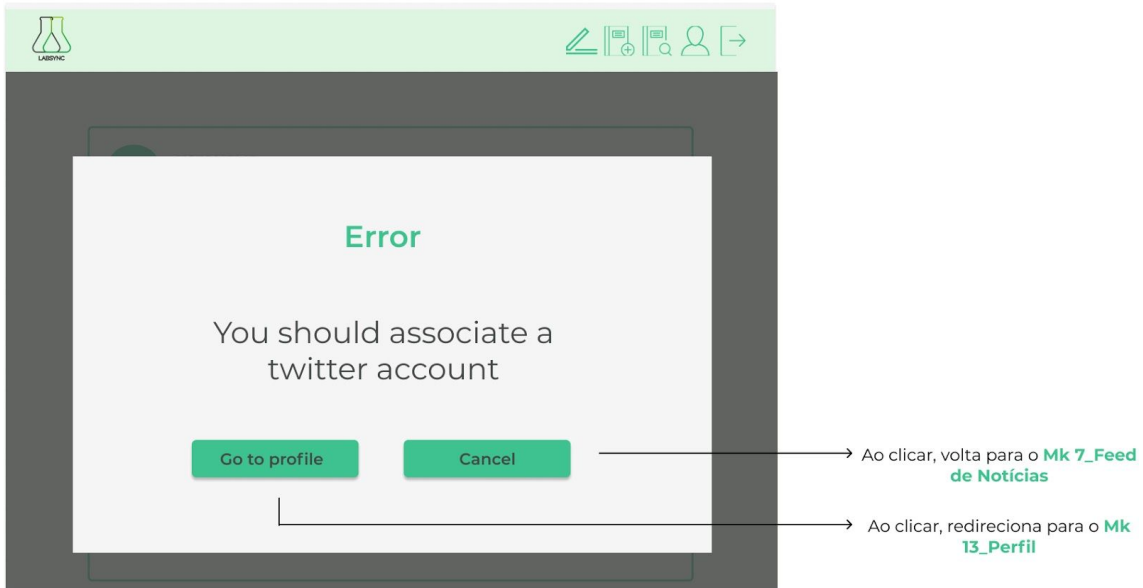 LABSYNC
Error
You should associate a
twitter account
Go to profile
Cancel
Ao clicar, volta para o Mk 7_Feed
de Notícias
Ao clicar, redireciona para o Mk
13_Perfil